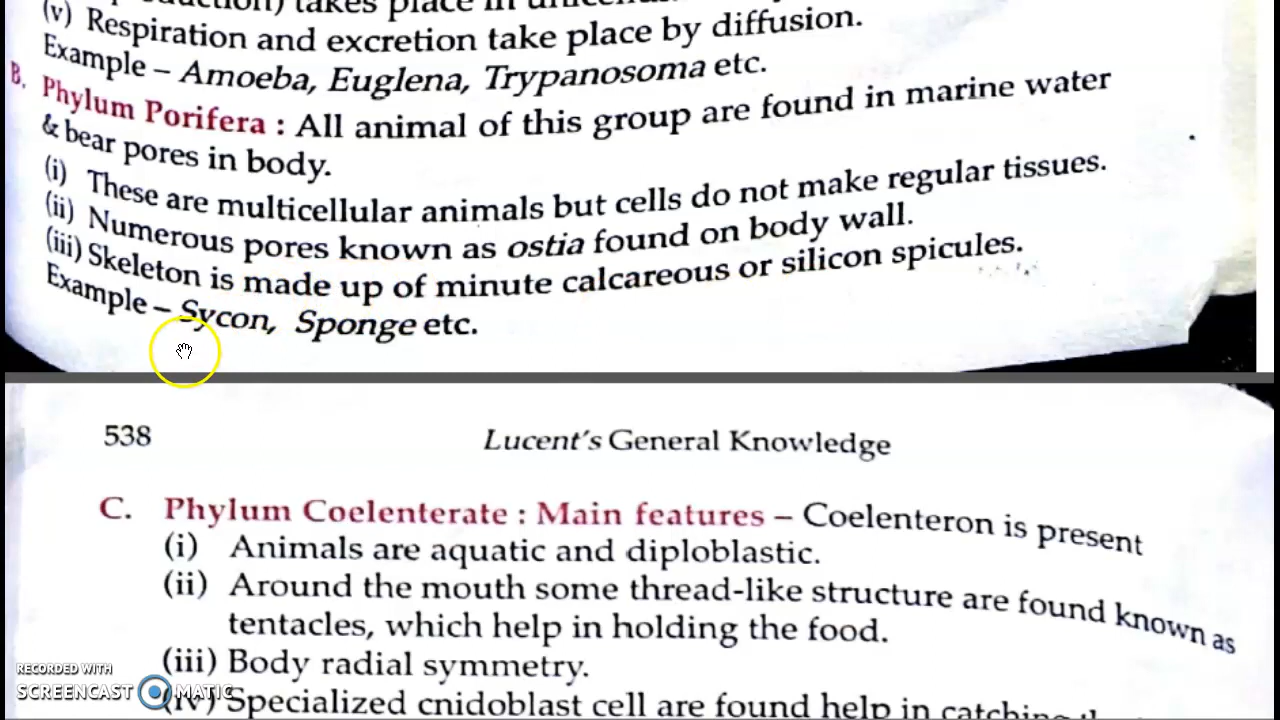 duction) takes place in
(v) Respiration and excretion take place by diffusion.
Example – Amoeba, Euglena, Trypanosoma etc.
B. Phylum Porifera : All animal of this group are found in marine water
& bear pores in body.
(i) These are multicellular animals but cells do not make regular tissues.
(ii) Numerous pores known as ostia found on body wall.
(iii) Skeleton is made up of minute calcareous or silicon spicules.
Example – Sycon, Sponge etc.
538 Lucent's General Knowledge
C. Phylum Coelenterate : Main features – Coelenteron is present
(i) Animals are aquatic and diploblastic.
(ii) Around the mouth some thread-like structure are found known as
tentacles, which help in holding the food.
(iii) Body radial symmetry.
(iv) Specialized cnidoblast cell are found help in catching
RECORDED WITH
SCREENCAST MATIC